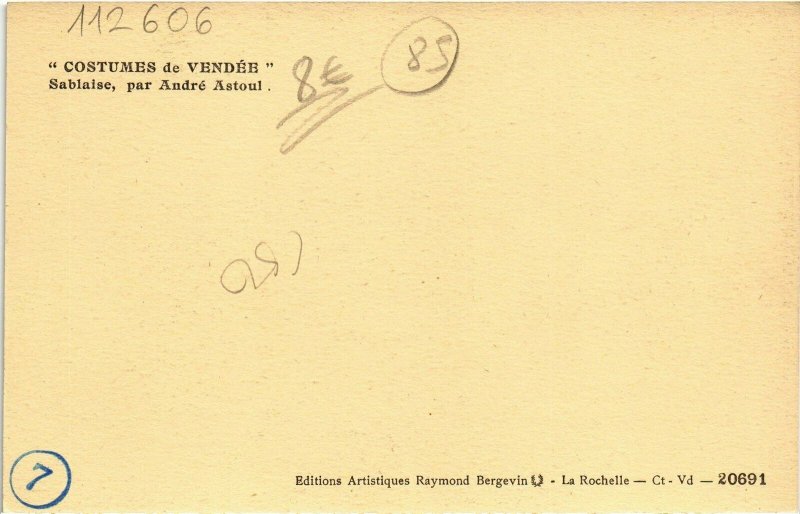 112606
“ COSTUMES de VENDÉE ”
Sablaise, par André Astoul .
8€
85
7
Editions Artistiques Raymond Bergevin - La Rochelle — Ct - Vd — 20691